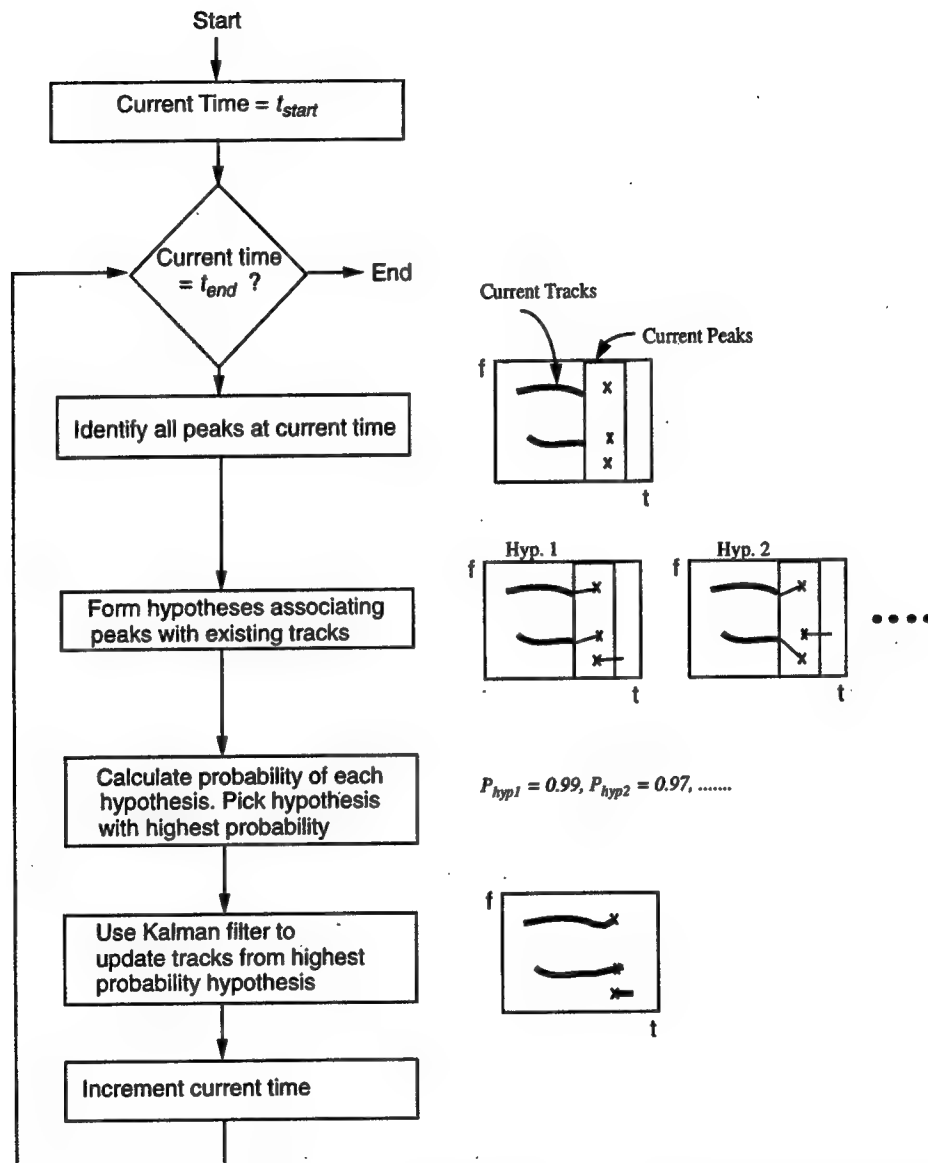 Start
Current Time = t_start
Current time
= t_end ?
End
Current Tracks
Current Peaks
f
t
Identify all peaks at current time
Hyp. 1
Hyp. 2
f
f
t
t
Form hypotheses associating
peaks with existing tracks
Calculate probability of each
hypothesis. Pick hypothesis
with highest probability
P_hyp1 = 0.99, P_hyp2 = 0.97, .......
Use Kalman filter to
update tracks from highest
probability hypothesis
f
t
Increment current time